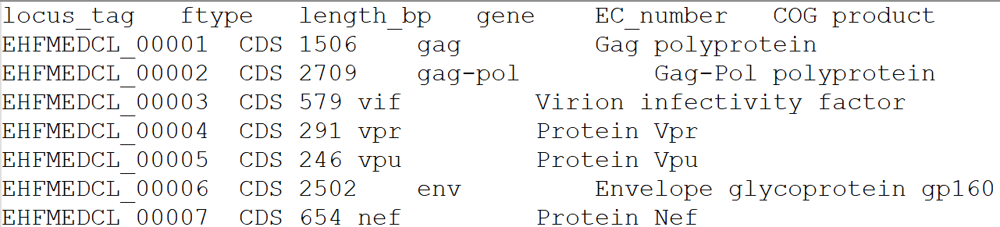 locus_tag ftype length_bp gene EC_number COG product
EHFMEDCL_00001 CDS 1506 gag Gag polyprotein
EHFMEDCL_00002 CDS 2709 gag-pol Gag-Pol polyprotein
EHFMEDCL_00003 CDS 579 vif Virion infectivity factor
EHFMEDCL_00004 CDS 291 vpr Protein Vpr
EHFMEDCL_00005 CDS 246 vpu Protein Vpu
EHFMEDCL_00006 CDS 2502 env Envelope glycoprotein gp160
EHFMEDCL_00007 CDS 654 nef Protein Nef